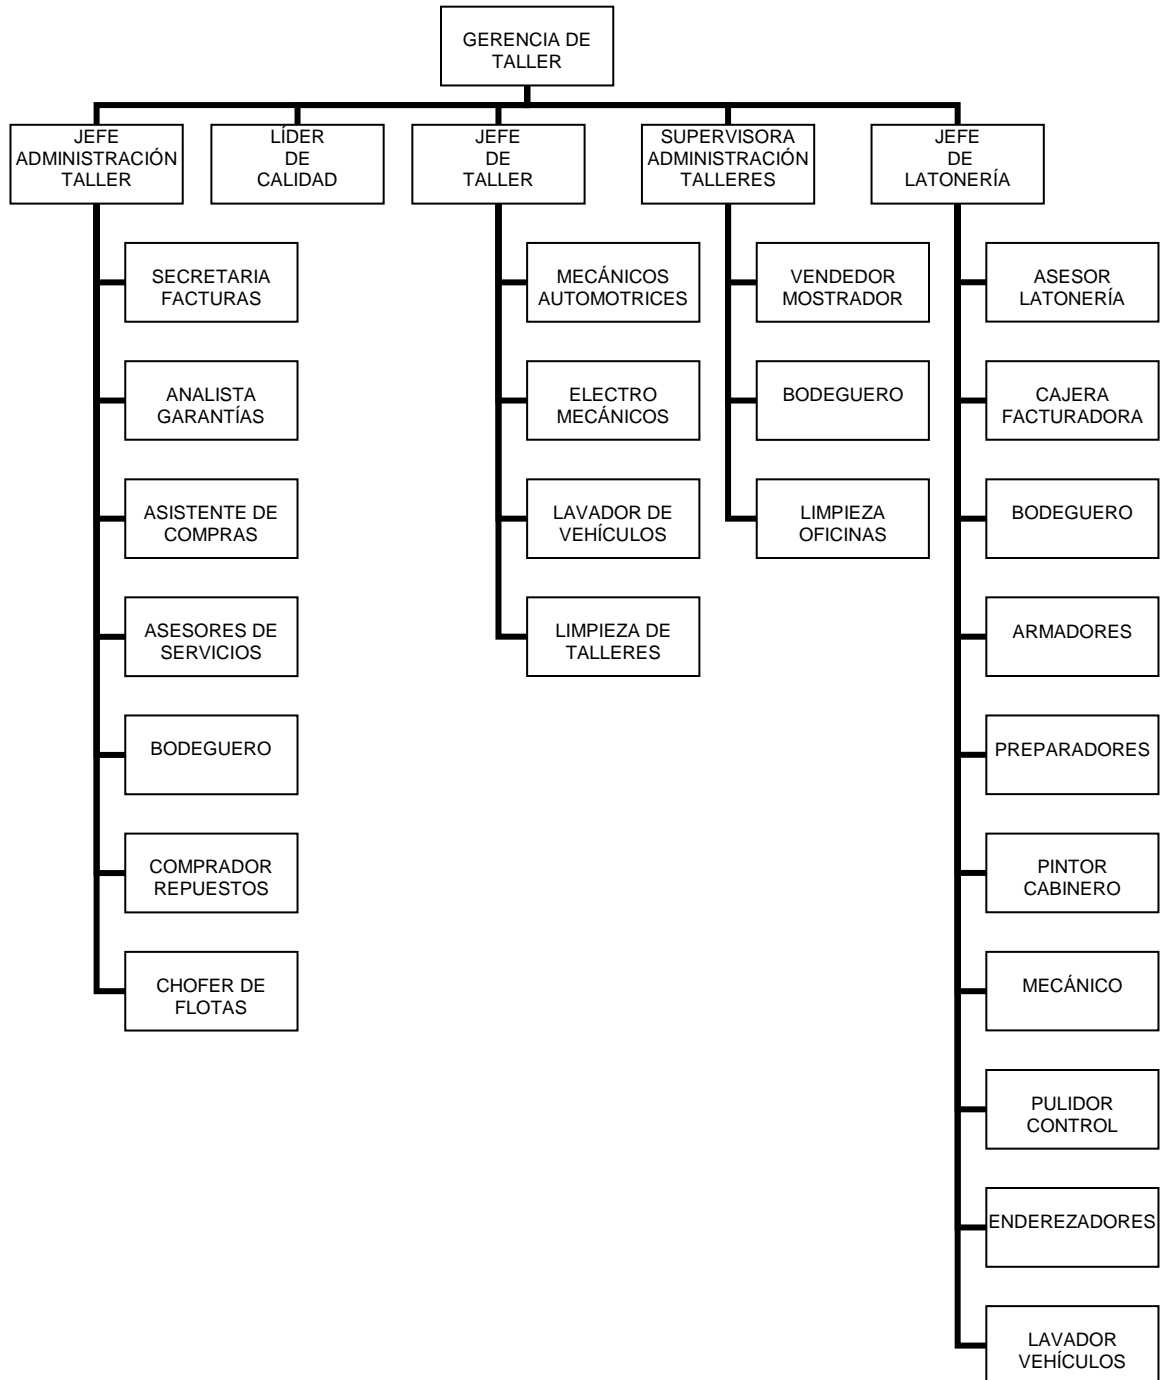 GERENCIA DE
TALLER
JEFE
ADMINISTRACIÓN
TALLER
LÍDER
DE
CALIDAD
JEFE
DE
TALLER
SUPERVISORA
ADMINISTRACIÓN
TALLERES
JEFE
DE
LATONERÍA
SECRETARIA
FACTURAS
ANALISTA
GARANTÍAS
ASISTENTE DE
COMPRAS
ASESORES DE
SERVICIOS
BODEGUERO
COMPRADOR
REPUESTOS
CHOFER DE
FLOTAS
MECÁNICOS
AUTOMOTRICES
ELECTRO
MECÁNICOS
LAVADOR DE
VEHÍCULOS
LIMPIEZA DE
TALLERES
VENDEDOR
MOSTRADOR
BODEGUERO
LIMPIEZA
OFICINAS
ASESOR
LATONERÍA
CAJERA
FACTURADORA
BODEGUERO
ARMADORES
PREPARADORES
PINTOR
CABINERO
MECÁNICO
PULIDOR
CONTROL
ENDEREZADORES
LAVADOR
VEHÍCULOS